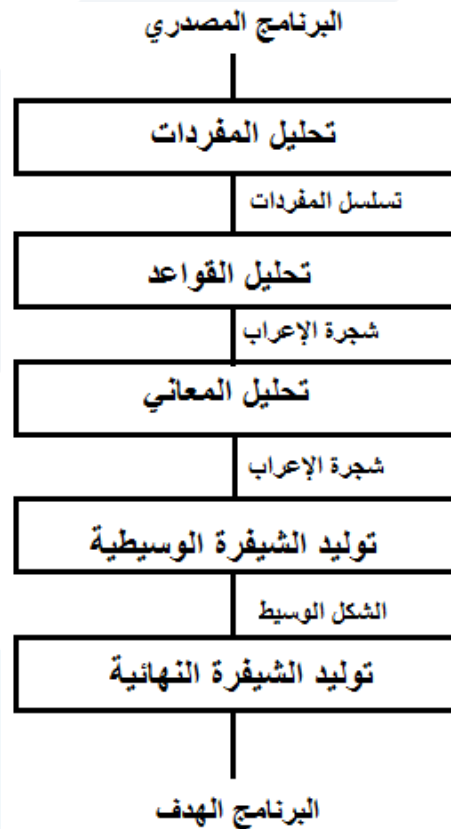 البرنامج المصدري
تحليل المفردات
تسلسل المفردات
تحليل القواعد
شجرة الإعراب
تحليل المعاني
شجرة الإعراب
توليد الشيفرة الوسيطية
الشكل الوسيط
توليد الشيفرة النهائية
البرنامج الهدف